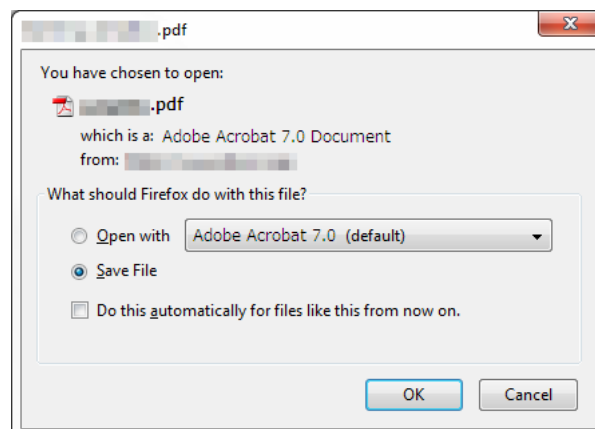 .pdf
You have chosen to open:
.pdf
which is a: Adobe Acrobat 7.0 Document
from:
What should Firefox do with this file?
Open with Adobe Acrobat 7.0 (default)
Save File
Do this automatically for files like this from now on.
OK Cancel